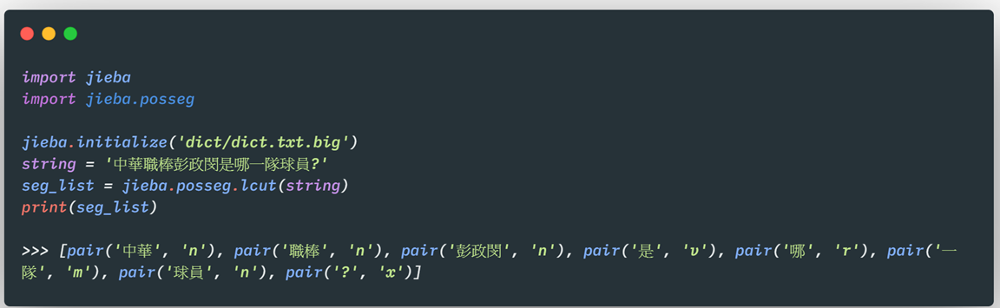 import jieba
import jieba.posseg
jieba.initialize('dict/dict.txt.big')
string = '中華職棒彭政閔是哪一隊球員?'
seg_list = jieba.posseg.lcut(string)
print(seg_list)
>>> [pair('中華', 'n'), pair('職棒', 'n'), pair('彭政閔', 'n'), pair('是', 'v'), pair('哪', 'r'), pair('一
隊', 'm'), pair('球員', 'n'), pair('?', 'x')]